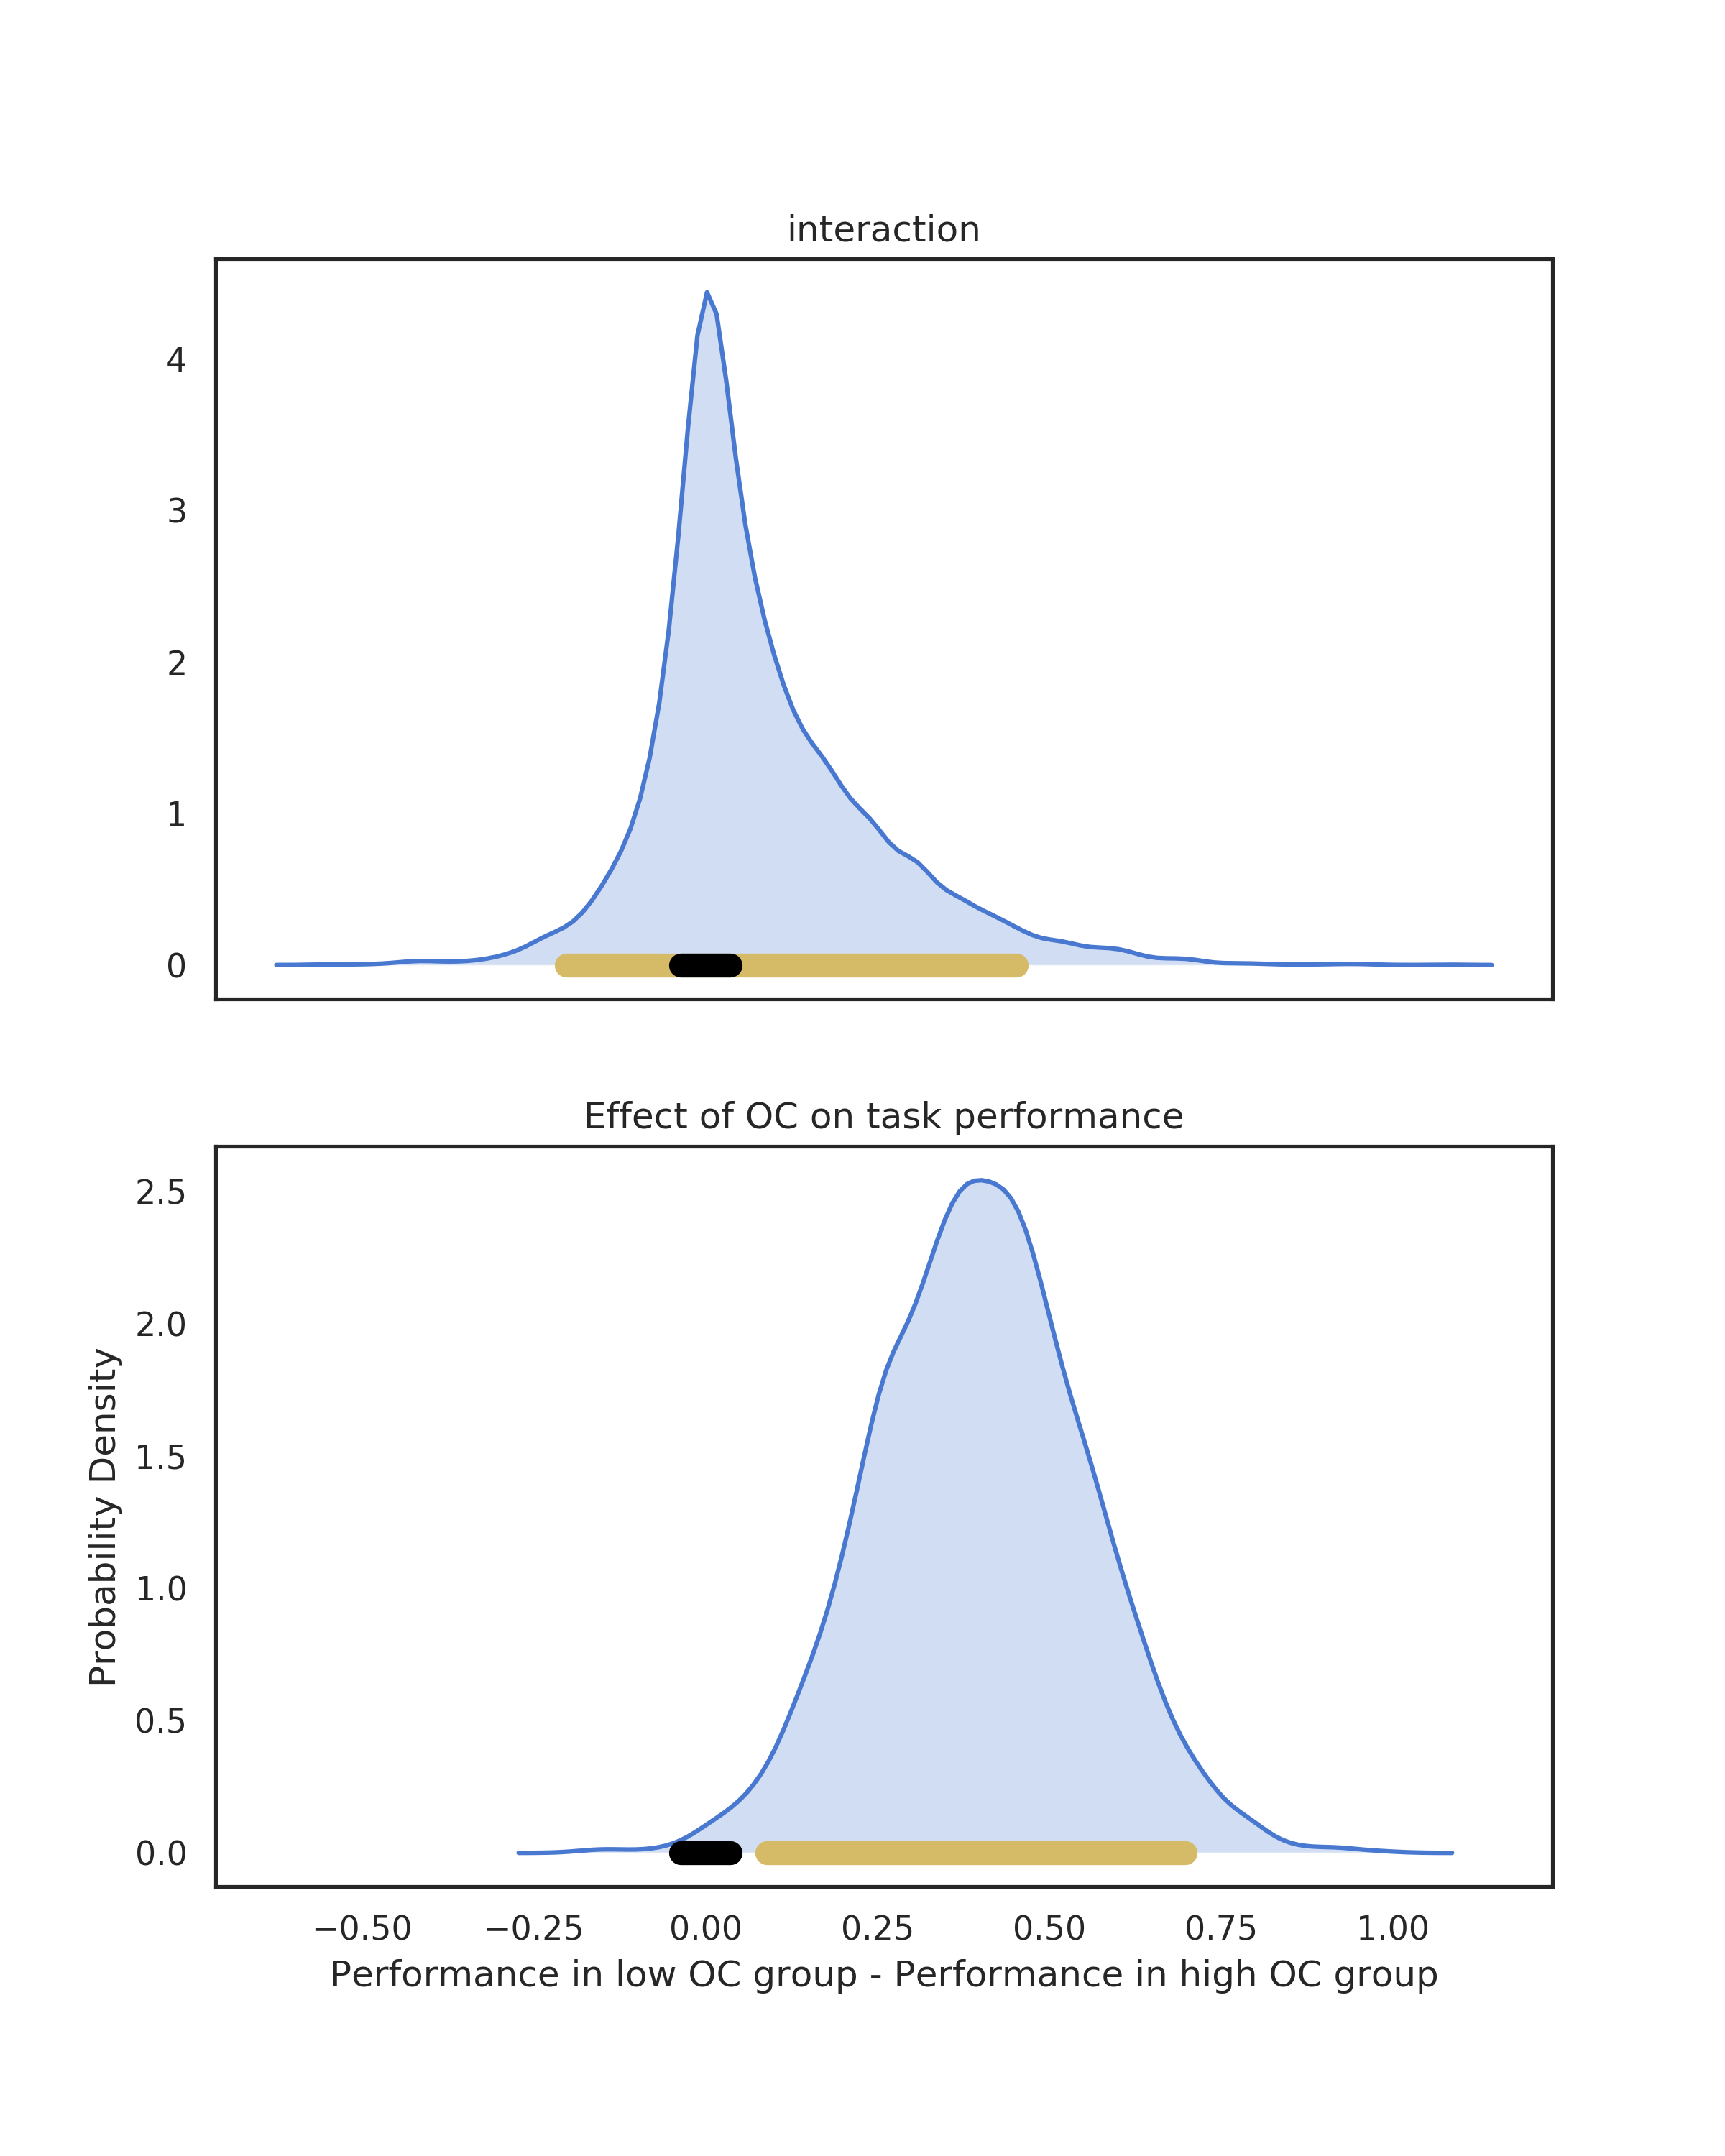 interaction
4
3
2
1
0
Effect of OC on task performance
Probability Density
2.5
2.0
1.5
1.0
0.5
0.0
−0.50 −0.25 0.00 0.25 0.50 0.75 1.00
Performance in low OC group - Performance in high OC group